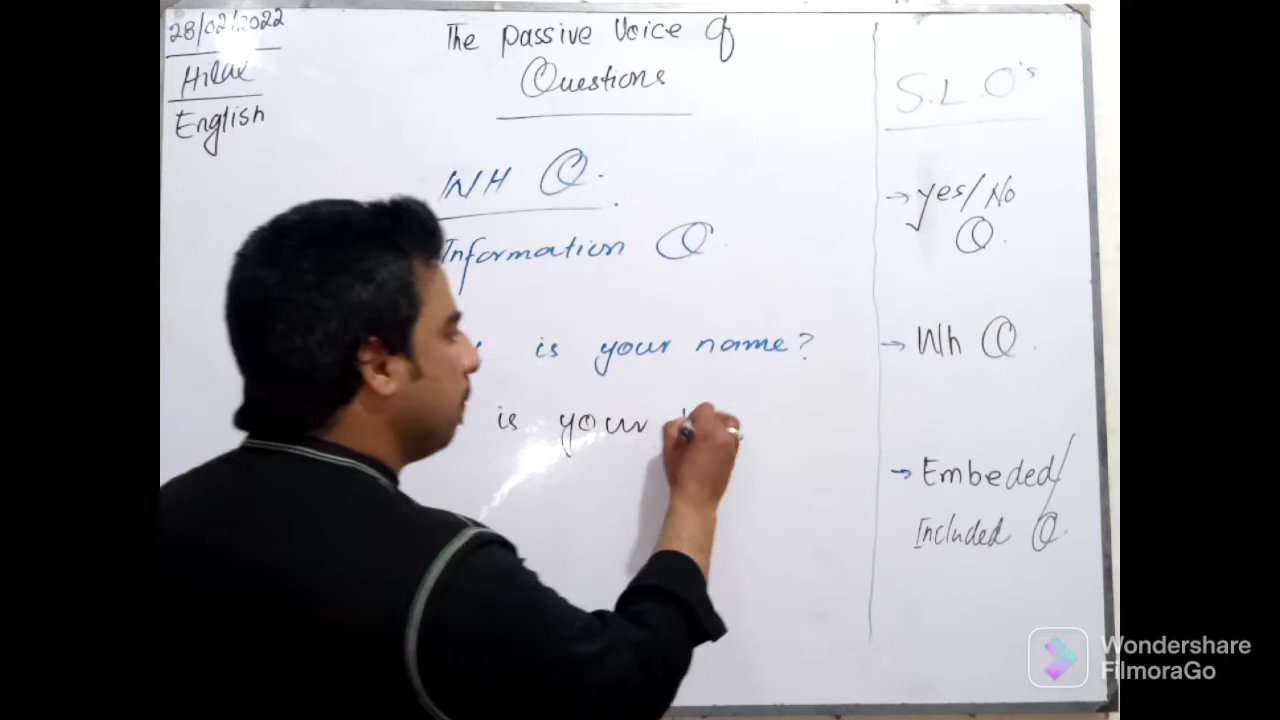 28/02/2022
Hilal
English
The Passive Voice of
Questions
WH Q.
Information Q.
is your name?
is your
S.L.O's
→ yes/No
Q.
→ Wh Q.
→ Embeded/
Included Q.
Wondershare
FilmoraGo